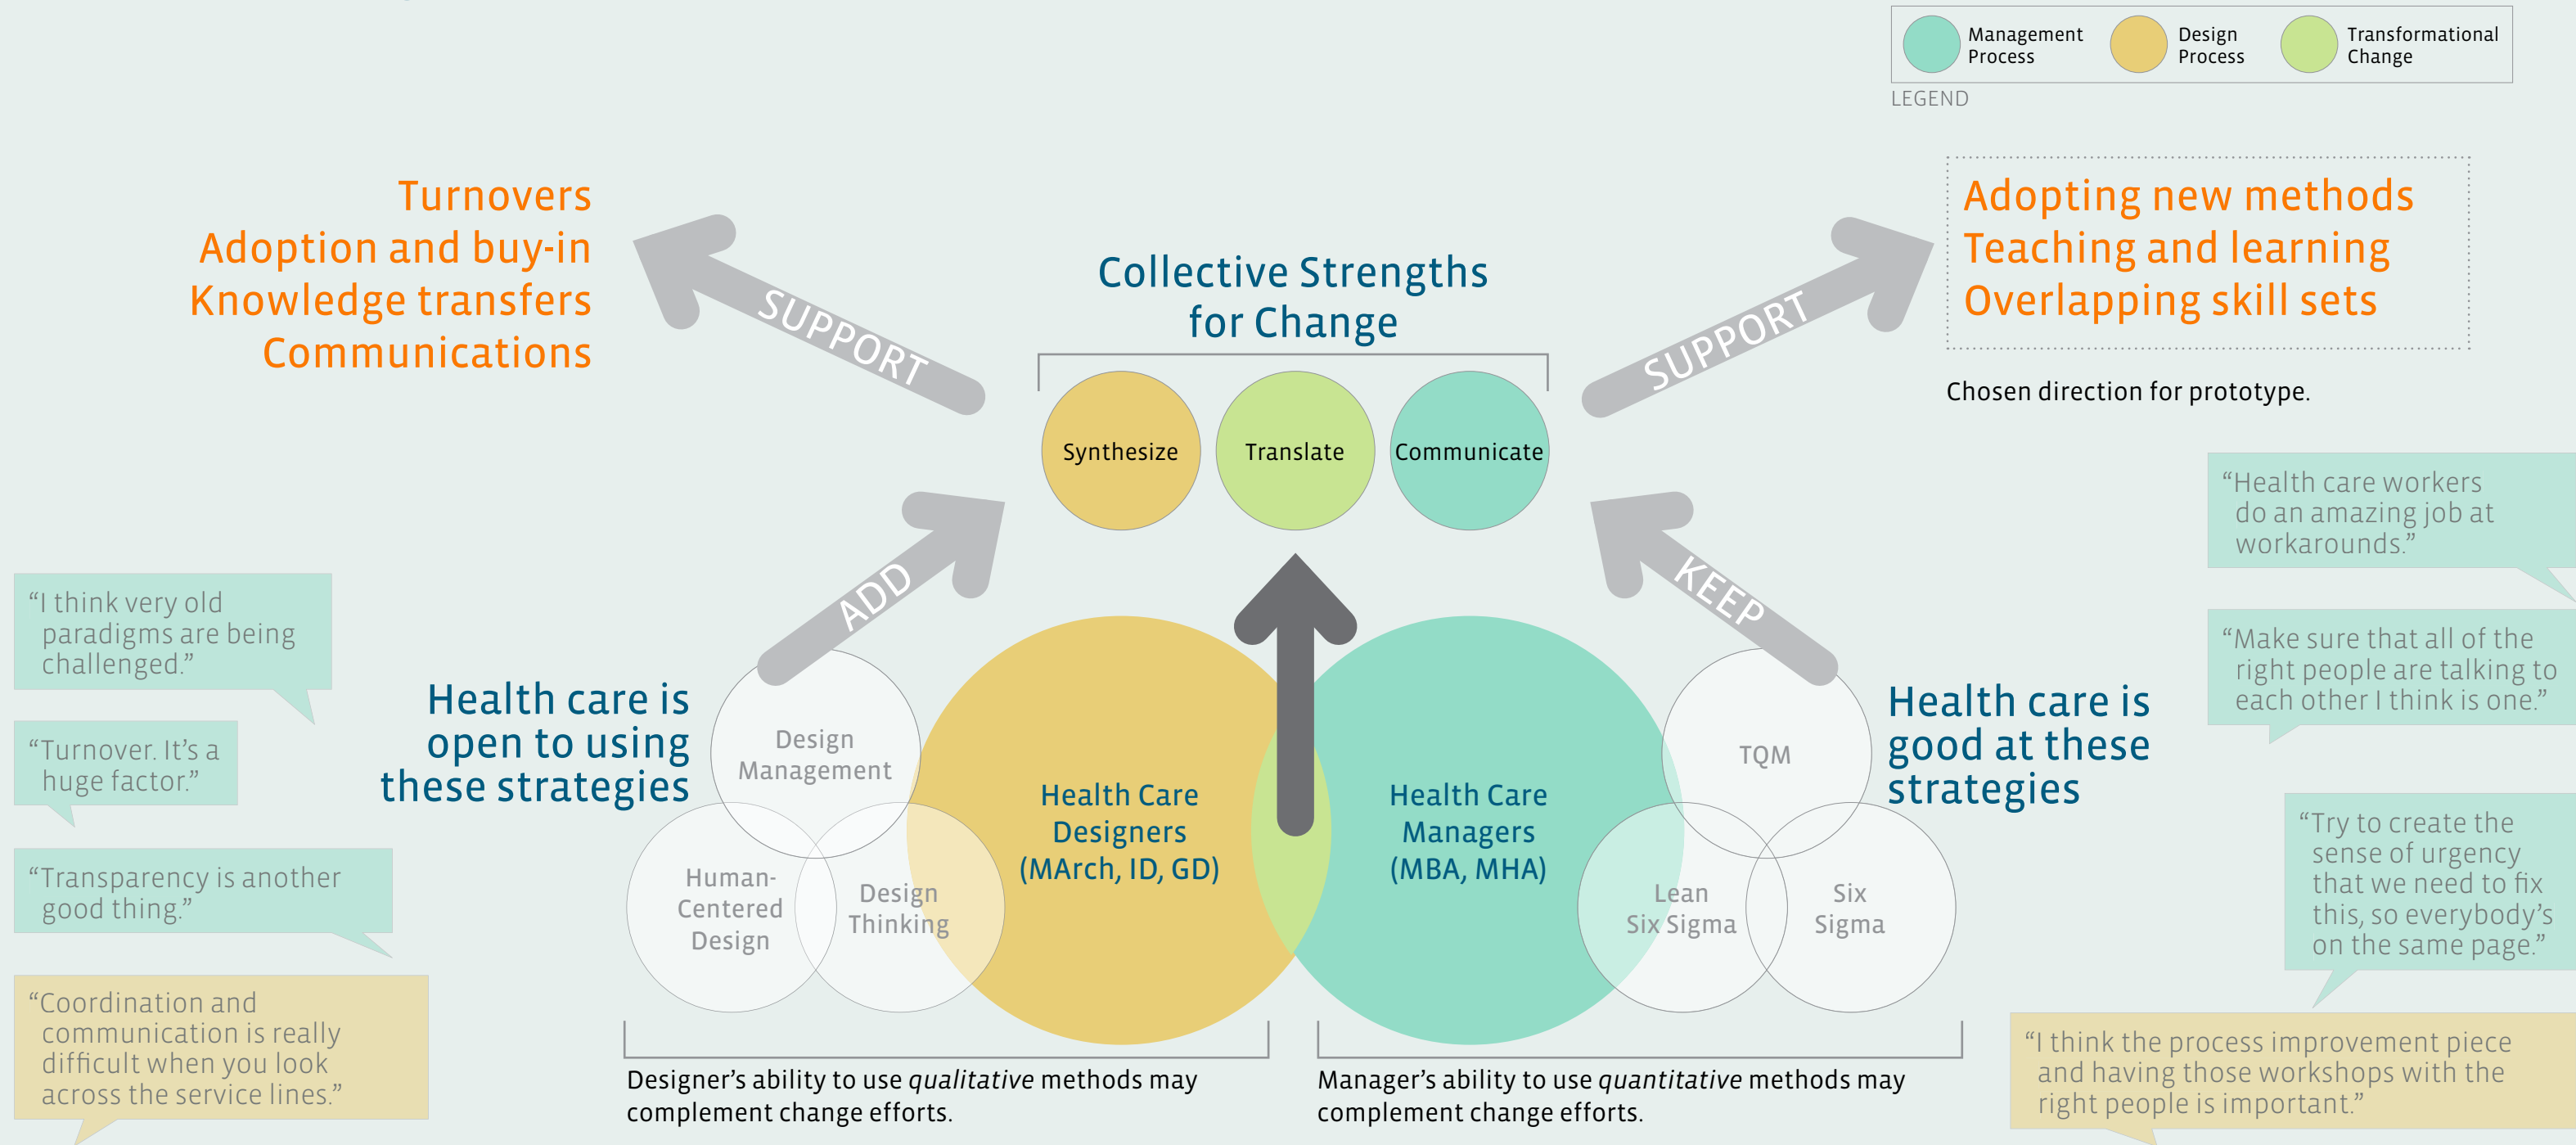 Management
Process
Design
Process
Transformational
Change
LEGEND
Turnovers
Adoption and buy-in
Knowledge transfers
Communications
SUPPORT
Collective Strengths
for Change
Synthesize
Translate
Communicate
SUPPORT
Adopting new methods
Teaching and learning
Overlapping skill sets
Chosen direction for prototype.
ADD
KEEP
“I think very old
paradigms are being
challenged.”
“Turnover. It’s a
huge factor.”
“Transparency is another
good thing.”
“Coordination and
communication is really
difficult when you look
across the service lines.”
Health care is
open to using
these strategies
Design
Management
Human-
Centered
Design
Design
Thinking
Health Care
Designers
(MArch, ID, GD)
Health Care
Managers
(MBA, MHA)
TQM
Lean
Six Sigma
Six
Sigma
Health care is
good at these
strategies
“Health care workers
do an amazing job at
workarounds.”
“Make sure that all of the
right people are talking to
each other I think is one.”
“Try to create the
sense of urgency
that we need to fix
this, so everybody’s
on the same page.”
“I think the process improvement piece
and having those workshops with the
right people is important.”
Designer’s ability to use qualitative methods may
complement change efforts.
Manager’s ability to use quantitative methods may
complement change efforts.